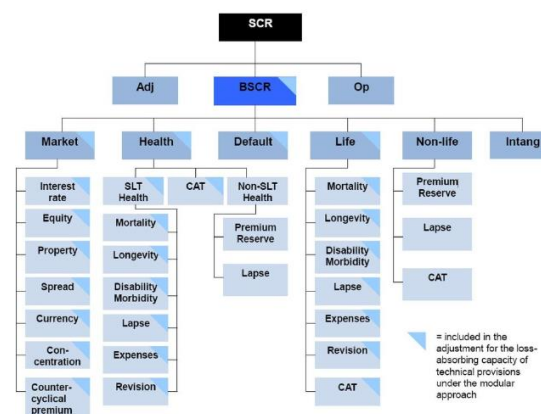 SCR
Adj
BSCR
Op
Market
Health
Default
Life
Non-life
Intang
Interest
rate
Equity
Property
Spread
Currency
Con-
centration
Counter-
cyclical
premium
SLT
Health
CAT
Non-SLT
Health
Mortality
Longevity
Disability
Morbidity
Lapse
Expenses
Revision
Premium
Reserve
Lapse
Mortality
Longevity
Disability
Morbidity
Lapse
Expenses
Revision
CAT
Premium
Reserve
Lapse
CAT
= included in the
adjustment for the loss-
absorbing capacity of
technical provisions
under the modular
approach